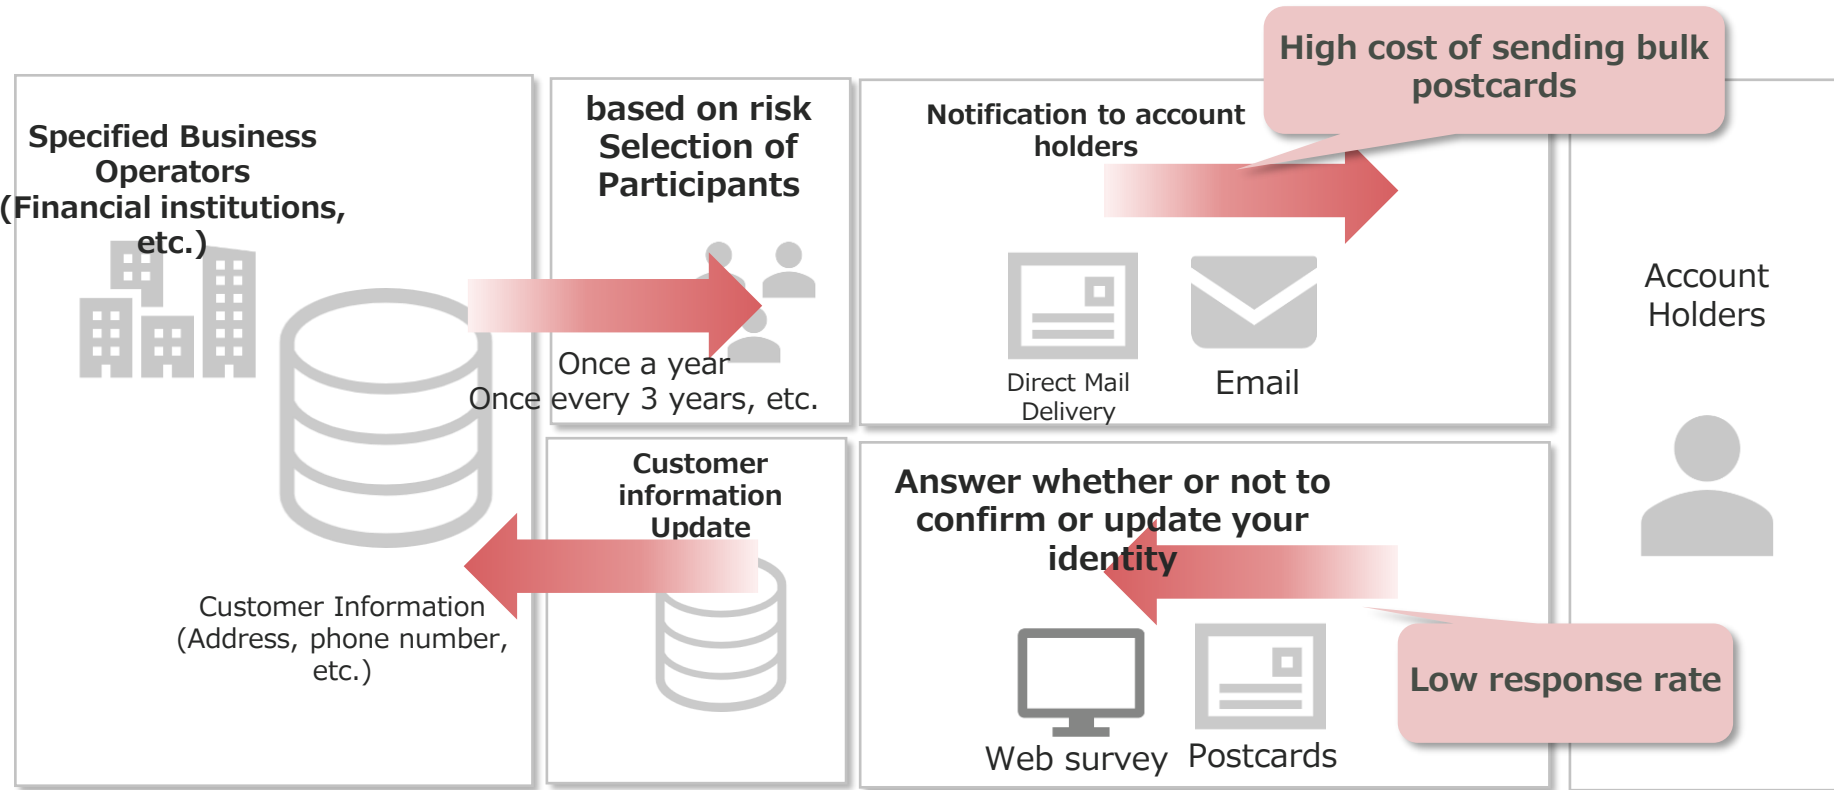 Specified Business
Operators
(Financial institutions,
etc.)
Customer Information
(Address, phone number,
etc.)
based on risk
Selection of
Participants
Once a year
Once every 3 years, etc.
Notification to account
holders
High cost of sending bulk
postcards
Direct Mail
Delivery
Email
Account
Holders
Customer
information
Update
Answer whether or not to
confirm or update your
identity
Web survey
Postcards
Low response rate